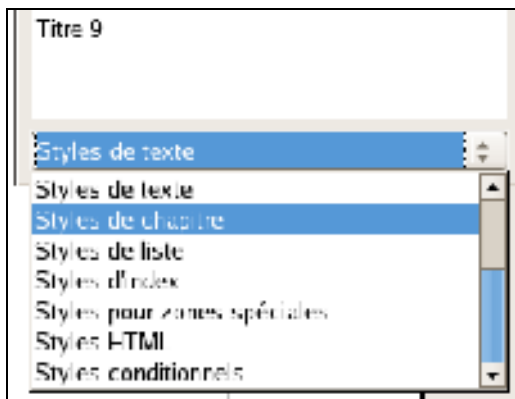 Titre 9
Styles de texte
Styles de texte
Styles de chapitre
Styles de liste
Styles d'index
Styles pour zones spéciales
Styles HTML
Styles conditionnels